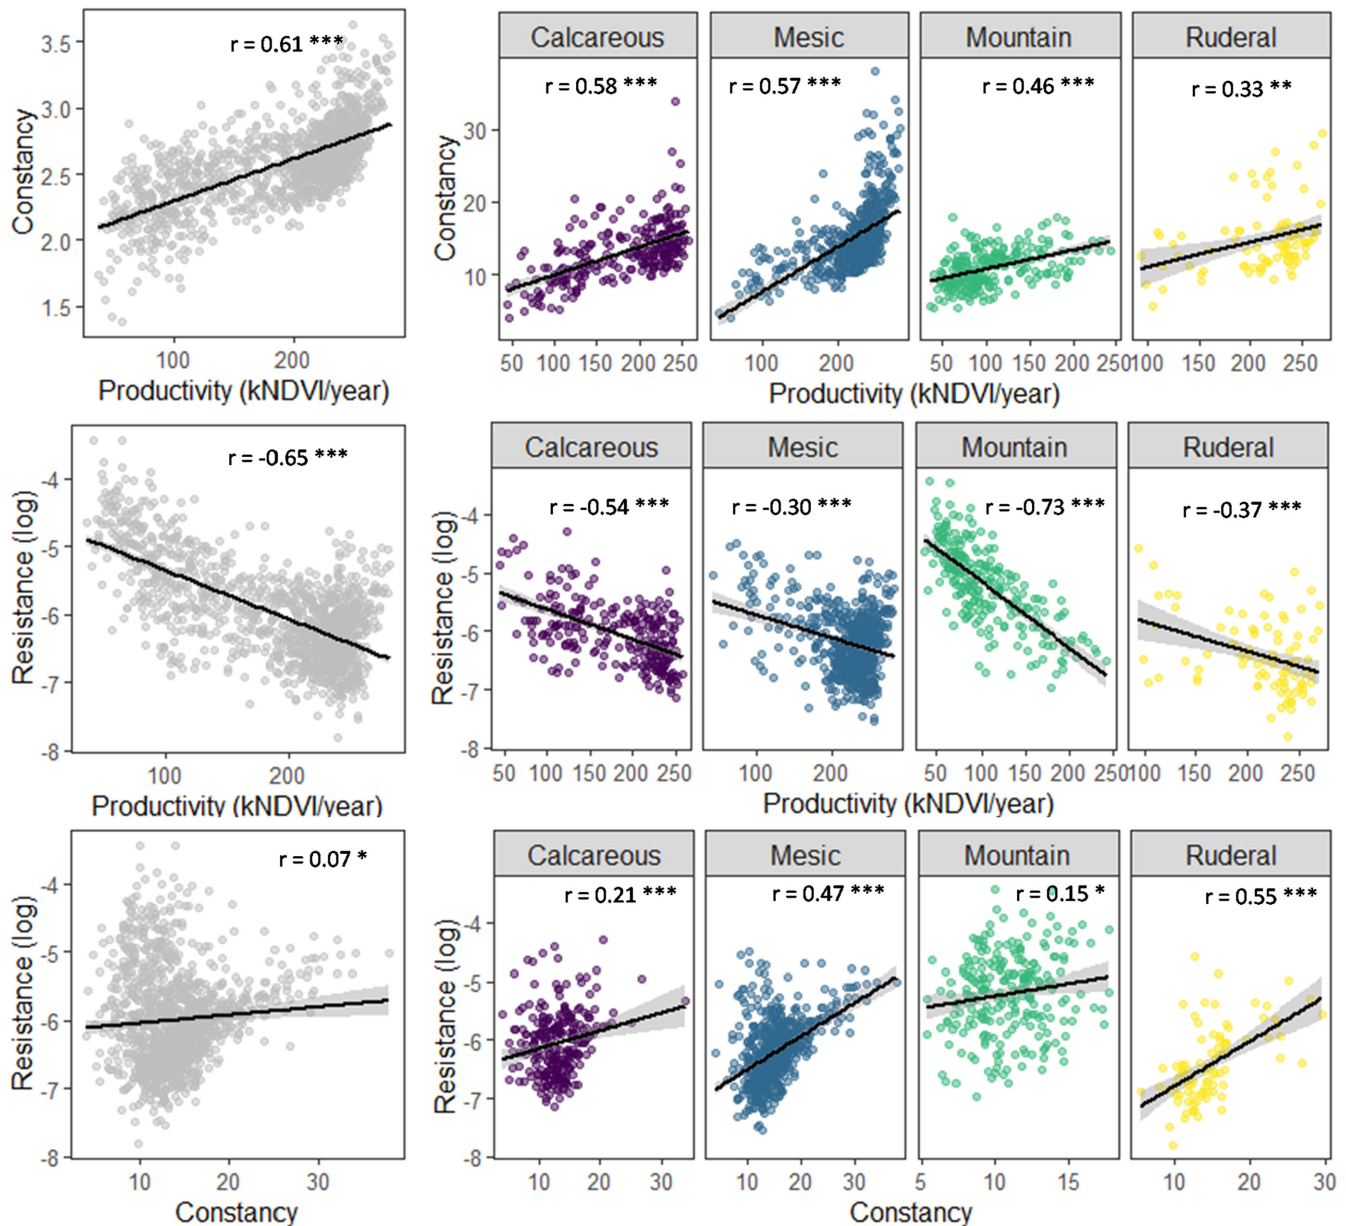 r = 0.61 ***
3.5
3.0
2.5
2.0
1.5
Constancy
100 200
Productivity (kNDVI/year)
Calcareous Mesic Mountain Ruderal
r = 0.58 *** r = 0.57 *** r = 0.46 *** r = 0.33 **
30
20
10
Constancy
50 100 150 200 250 100 200 50 100 150 200 250 100 150 200 250
Productivity (kNDVI/year)
r = -0.65 ***
-4
-5
-6
-7
-8
Resistance (log)
100 200
Productivity (kNDVI/year)
Calcareous Mesic Mountain Ruderal
r = -0.54 *** r = -0.30 *** r = -0.73 *** r = -0.37 ***
-4
-5
-6
-7
-8
Resistance (log)
50 100 150 200 250 100 200 50 100 150 200 250 100 150 200 250
Productivity (kNDVI/year)
r = 0.07 *
-4
-5
-6
-7
-8
Resistance (log)
10 20 30
Constancy
Calcareous Mesic Mountain Ruderal
r = 0.21 *** r = 0.47 *** r = 0.15 * r = 0.55 ***
-4
-5
-6
-7
-8
Resistance (log)
10 20 30 10 20 30 5 10 15 10 20 30
Constancy